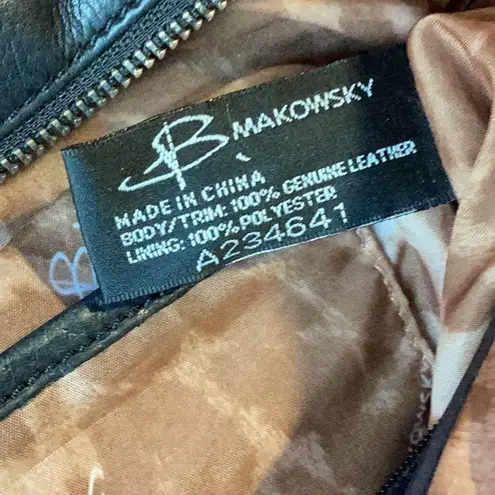 B MAKOWSKY
MADE IN CHINA
BODY/TRIM: 100% GENUINE LEATHER
LINING: 100% POLYESTER
A234641